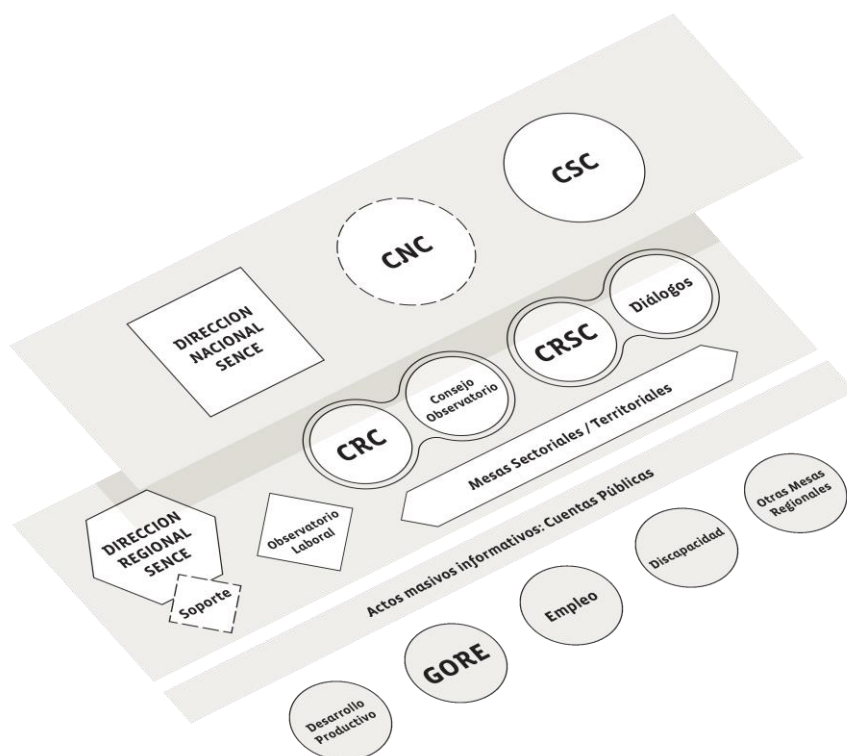 CSC
CNC
DIRECCION
NACIONAL
SENCE
Diálogos
CRSC
Consejo
Observatorio
CRC
Mesas Sectoriales / Territoriales
DIRECCION
REGIONAL
SENCE
Observatorio
Laboral
Soporte
Actos masivos informativos: Cuentas Públicas
Otras Mesas
Regionales
Discapacidad
Empleo
GORE
Desarrollo
Productivo